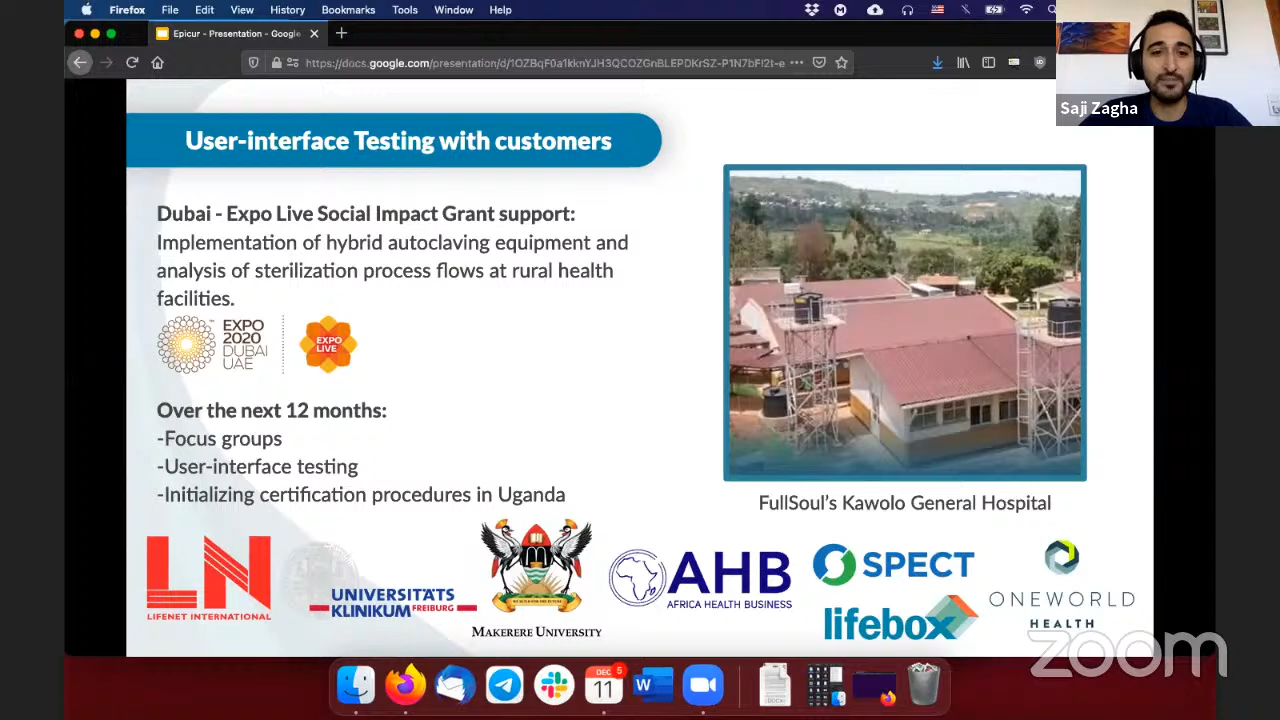 Firefox File Edit View History Bookmarks Tools Window Help
Epicur - Presentation - Google
Saji Zagha
User-interface Testing with customers
Dubai - Expo Live Social Impact Grant support:
Implementation of hybrid autoclaving equipment and
analysis of sterilization process flows at rural health
facilities.
EXPO
2020
DUBAI
UAE
EXPO
LIVE
Over the next 12 months:
-Focus groups
-User-interface testing
-Initializing certification procedures in Uganda
FullSoul's Kawolo General Hospital
LN
LIFENET INTERNATIONAL
UNIVERSITÄTS
KLINIKUM FREIBURG
MAKERERE UNIVERSITY
AHB
AFRICA HEALTH BUSINESS
SPECT
lifebox
ONEWORLD
HEALTH
zoom
DEC
5
11
W
DOCX